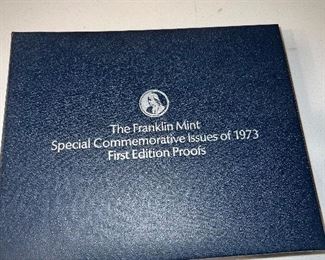 The Franklin Mint
Special Commemorative Issues of 1973
First Edition Proofs